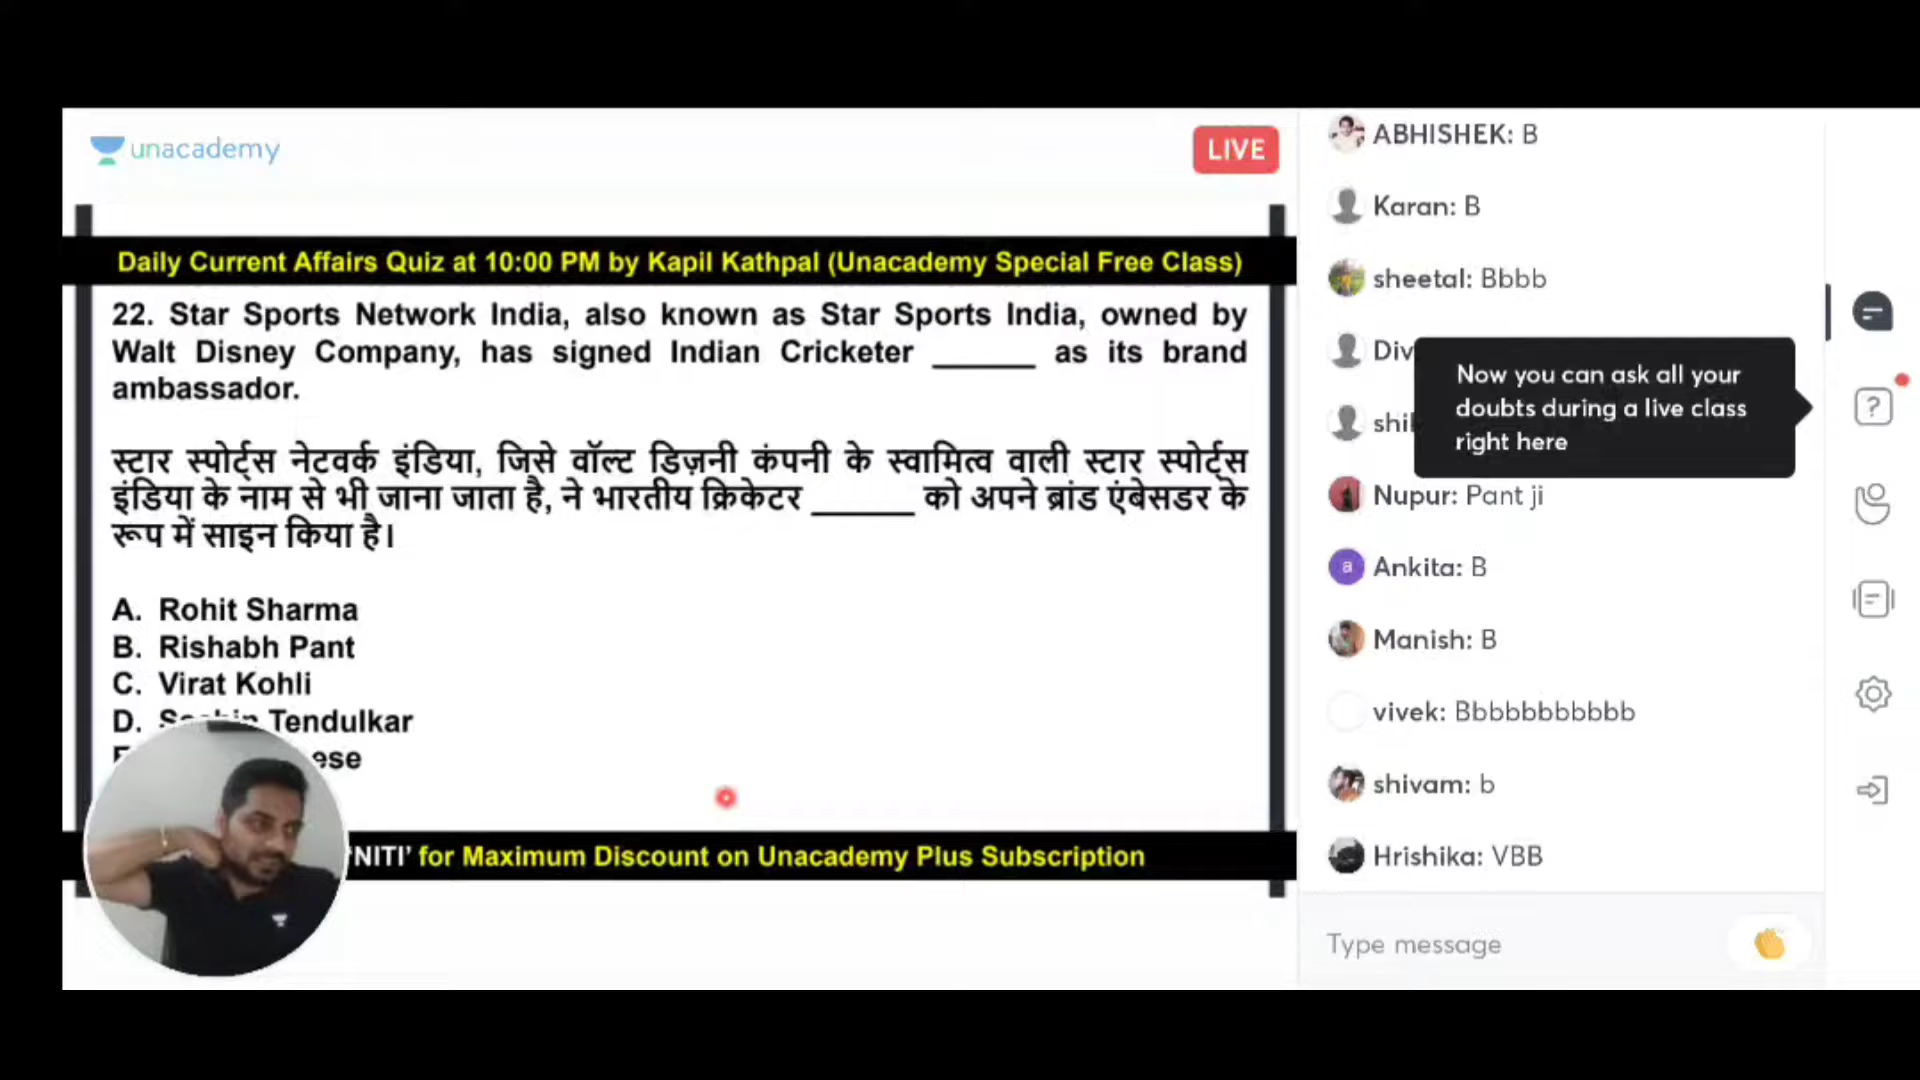 unacademy
LIVE
Daily Current Affairs Quiz at 10:00 PM by Kapil Kathpal (Unacademy Special Free Class)
22. Star Sports Network India, also known as Star Sports India, owned by
Walt Disney Company, has signed Indian Cricketer ______ as its brand
ambassador.
स्टार स्पोर्ट्स नेटवर्क इंडिया, जिसे वॉल्ट डिज़नी कंपनी के स्वामित्व वाली स्टार स्पोर्ट्स
इंडिया के नाम से भी जाना जाता है, ने भारतीय क्रिकेटर ______ को अपने ब्रांड एंबेसडर के
रूप में साइन किया है।
A. Rohit Sharma
B. Rishabh Pant
C. Virat Kohli
D. Tendulkar
'NITI' for Maximum Discount on Unacademy Plus Subscription
ABHISHEK: B
Karan: B
sheetal: Bbbb
Now you can ask all your
doubts during a live class
right here
Nupur: Pant ji
a Ankita: B
Manish: B
vivek: Bbbbbbbbbbb
shivam: b
Hrishika: VBB
Type message